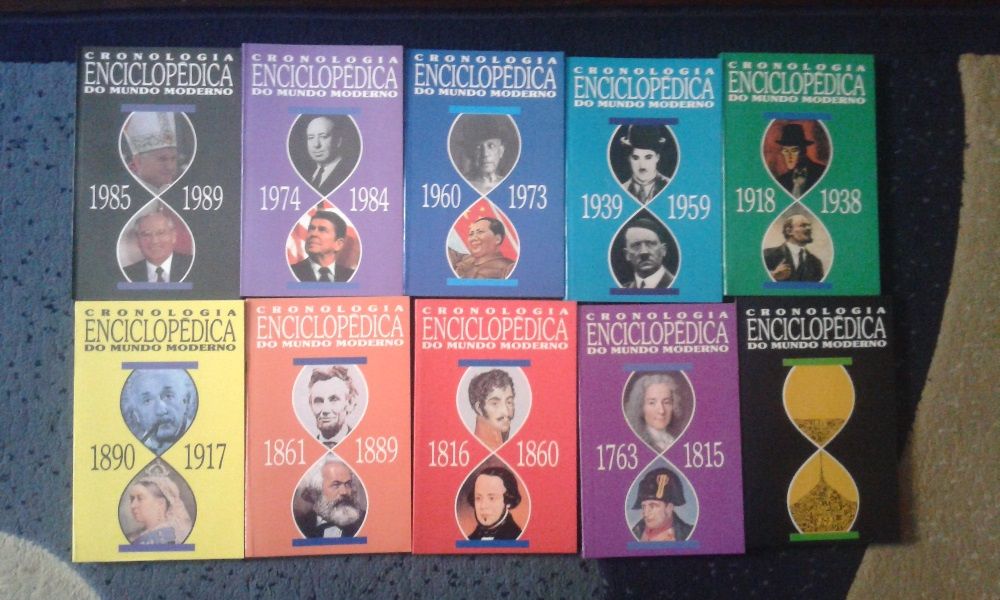 CRONOLOGIA
ENCICLOPÉDICA
DO MUNDO MODERNO
1985 1989
CRONOLOGIA
ENCICLOPÉDICA
DO MUNDO MODERNO
1974 1984
CRONOLOGIA
ENCICLOPÉDICA
DO MUNDO MODERNO
1960 1973
CRONOLOGIA
ENCICLOPÉDICA
DO MUNDO MODERNO
1939 1959
CRONOLOGIA
ENCICLOPÉDICA
DO MUNDO MODERNO
1918 1938
CRONOLOGIA
ENCICLOPÉDICA
DO MUNDO MODERNO
1890 1917
CRONOLOGIA
ENCICLOPÉDICA
DO MUNDO MODERNO
1861 1889
CRONOLOGIA
ENCICLOPÉDICA
DO MUNDO MODERNO
1816 1860
CRONOLOGIA
ENCICLOPÉDICA
DO MUNDO MODERNO
1763 1815
CRONOLOGIA
ENCICLOPÉDICA
DO MUNDO MODERNO